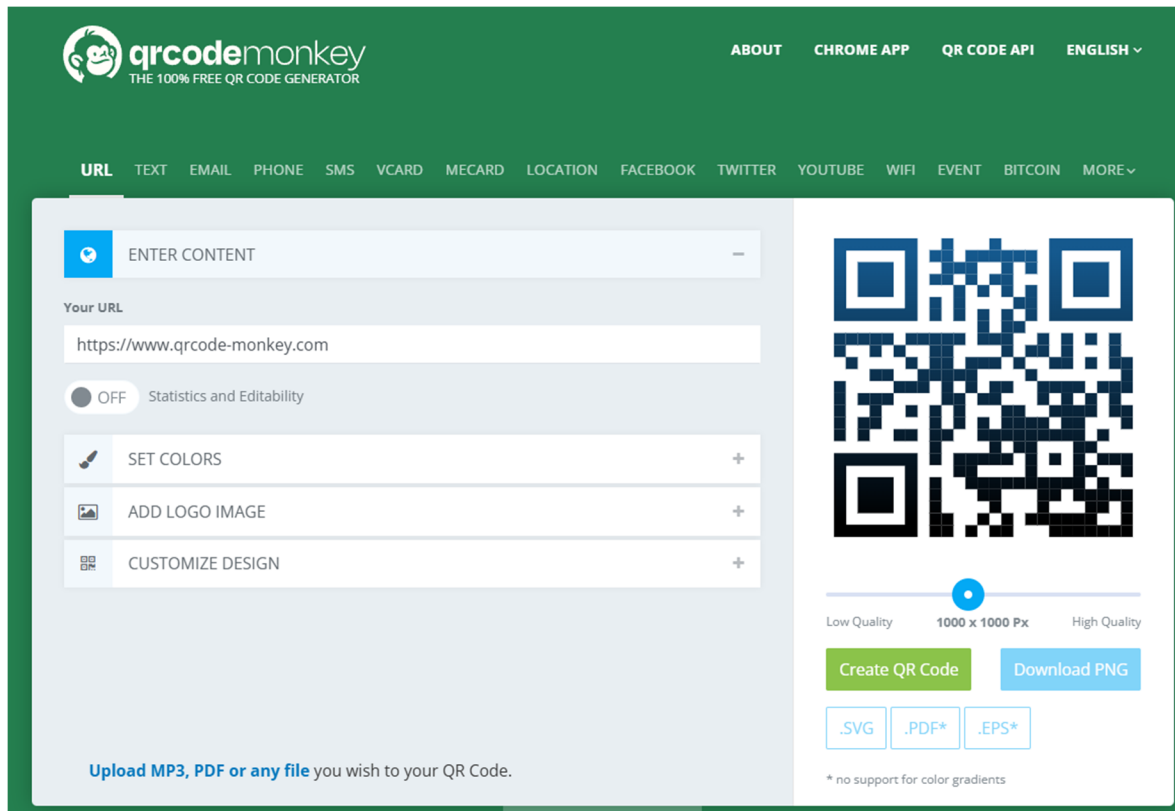 qrcodemonkey
THE 100% FREE QR CODE GENERATOR
ABOUT CHROME APP QR CODE API ENGLISH
URL TEXT EMAIL PHONE SMS VCARD MECARD LOCATION FACEBOOK TWITTER YOUTUBE WIFI EVENT BITCOIN MORE
ENTER CONTENT
Your URL
https://www.qrcode-monkey.com
OFF Statistics and Editability
SET COLORS
ADD LOGO IMAGE
CUSTOMIZE DESIGN
Upload MP3, PDF or any file you wish to your QR Code.
Low Quality 1000 x 1000 Px High Quality
Create QR Code Download PNG
.SVG .PDF* .EPS*
* no support for color gradients